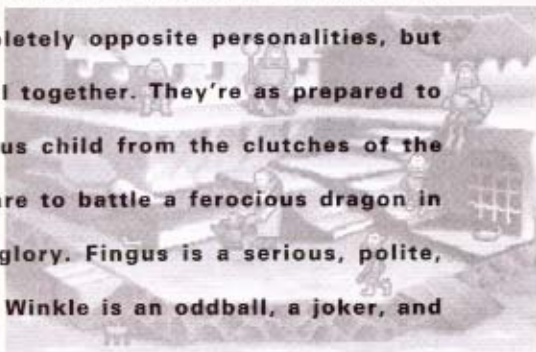 letely opposite personalities, but
l together. They're as prepared to
us child from the clutches of the
re to battle a ferocious dragon in
glory. Fingus is a serious, polite,
Winkle is an oddball, a joker, and